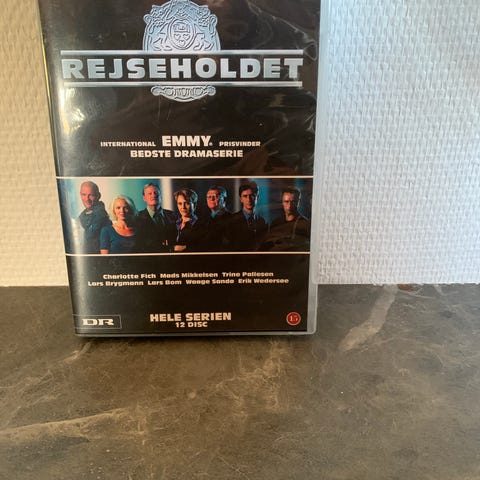 REJSEHOLDET
INTERNATIONAL EMMY® PRISVINDER
BEDSTE DRAMASERIE
Charlotte Fich Mads Mikkelsen Trine Pallesen
Lars Brygmann Lars Bom Waage Sandø Erik Wedersøe
DR
HELE SERIEN
12 DISC
15